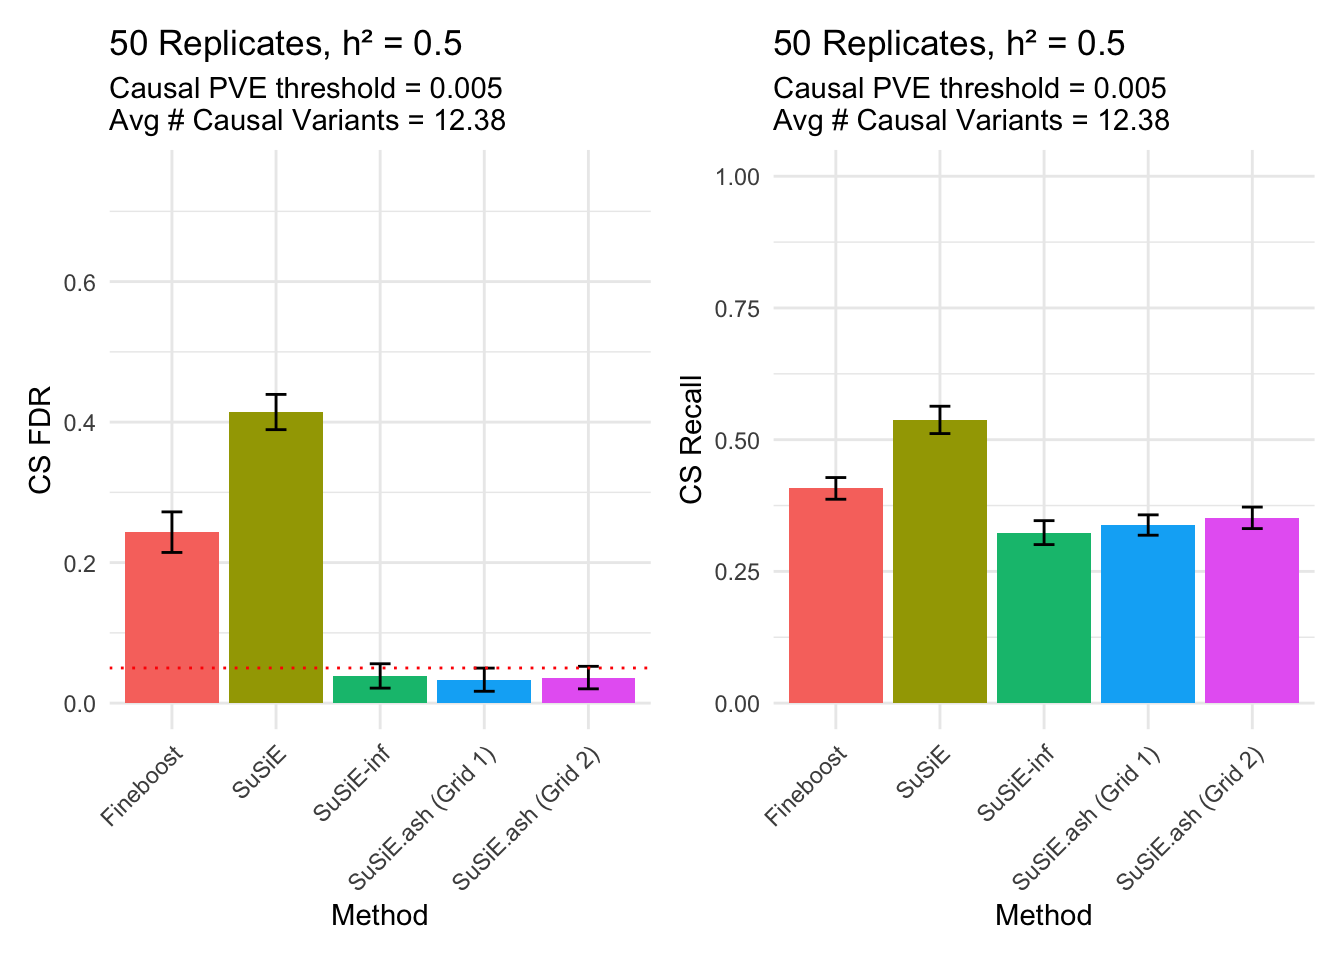 50 Replicates, h² = 0.5
Causal PVE threshold = 0.005
Avg # Causal Variants = 12.38
CS FDR
0.6
0.4
0.2
0.0
Fineboost
SuSiE
SuSiE-inf
SuSiE.ash (Grid 1)
SuSiE.ash (Grid 2)
Method
50 Replicates, h² = 0.5
Causal PVE threshold = 0.005
Avg # Causal Variants = 12.38
CS Recall
1.00
0.75
0.50
0.25
0.00
Fineboost
SuSiE
SuSiE-inf
SuSiE.ash (Grid 1)
SuSiE.ash (Grid 2)
Method